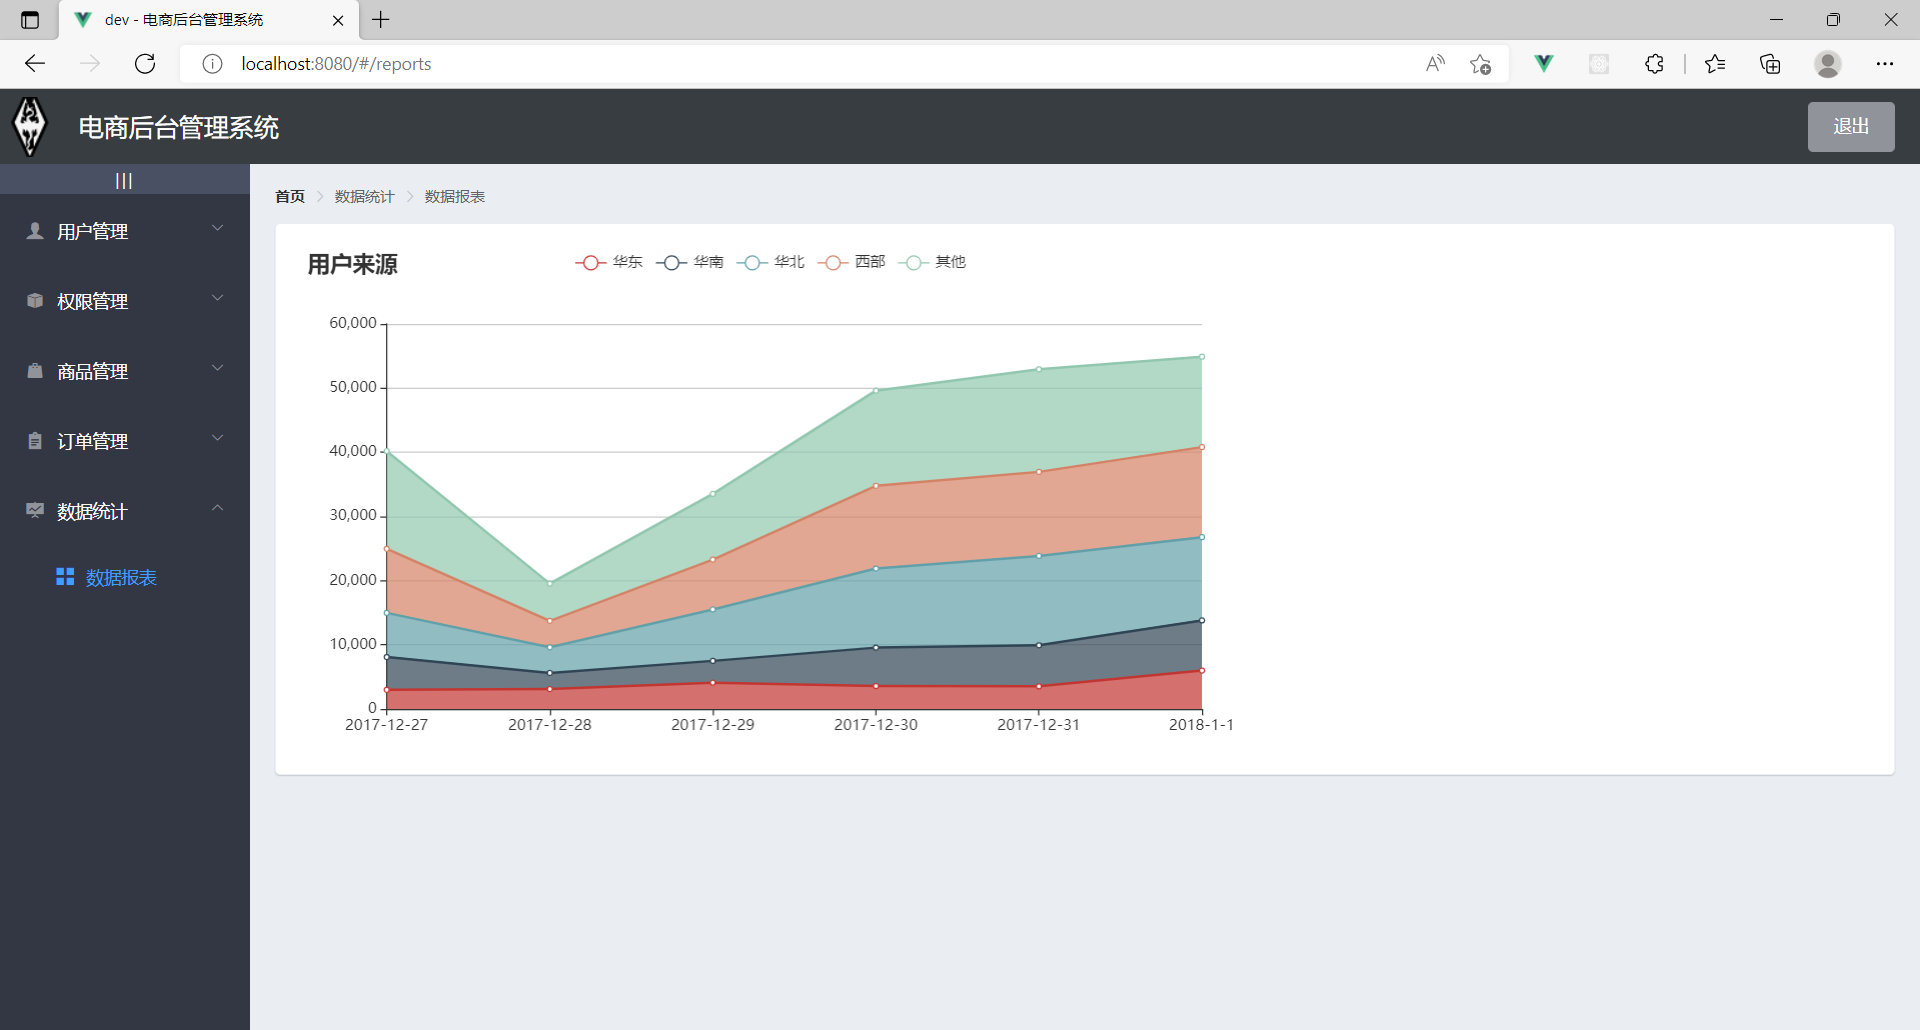 dev - 电商后台管理系统
localhost:8080/#/reports
电商后台管理系统
退出
|||
首页 数据统计 数据报表
用户管理
权限管理
商品管理
订单管理
数据统计
数据报表
用户来源
华东 华南 华北 西部 其他
60,000
50,000
40,000
30,000
20,000
10,000
0
2017-12-27 2017-12-28 2017-12-29 2017-12-30 2017-12-31 2018-1-1